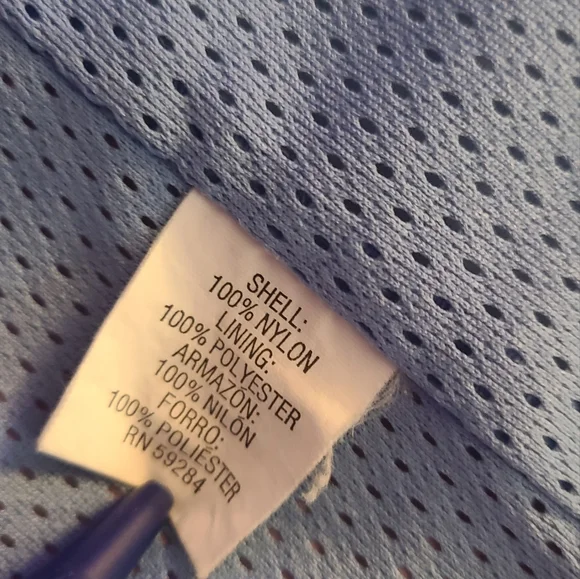 SHELL:
100% NYLON
LINING:
100% POLYESTER
ARMAZON:
100% NILON
FORRO:
100% POLIESTER
RN 59284